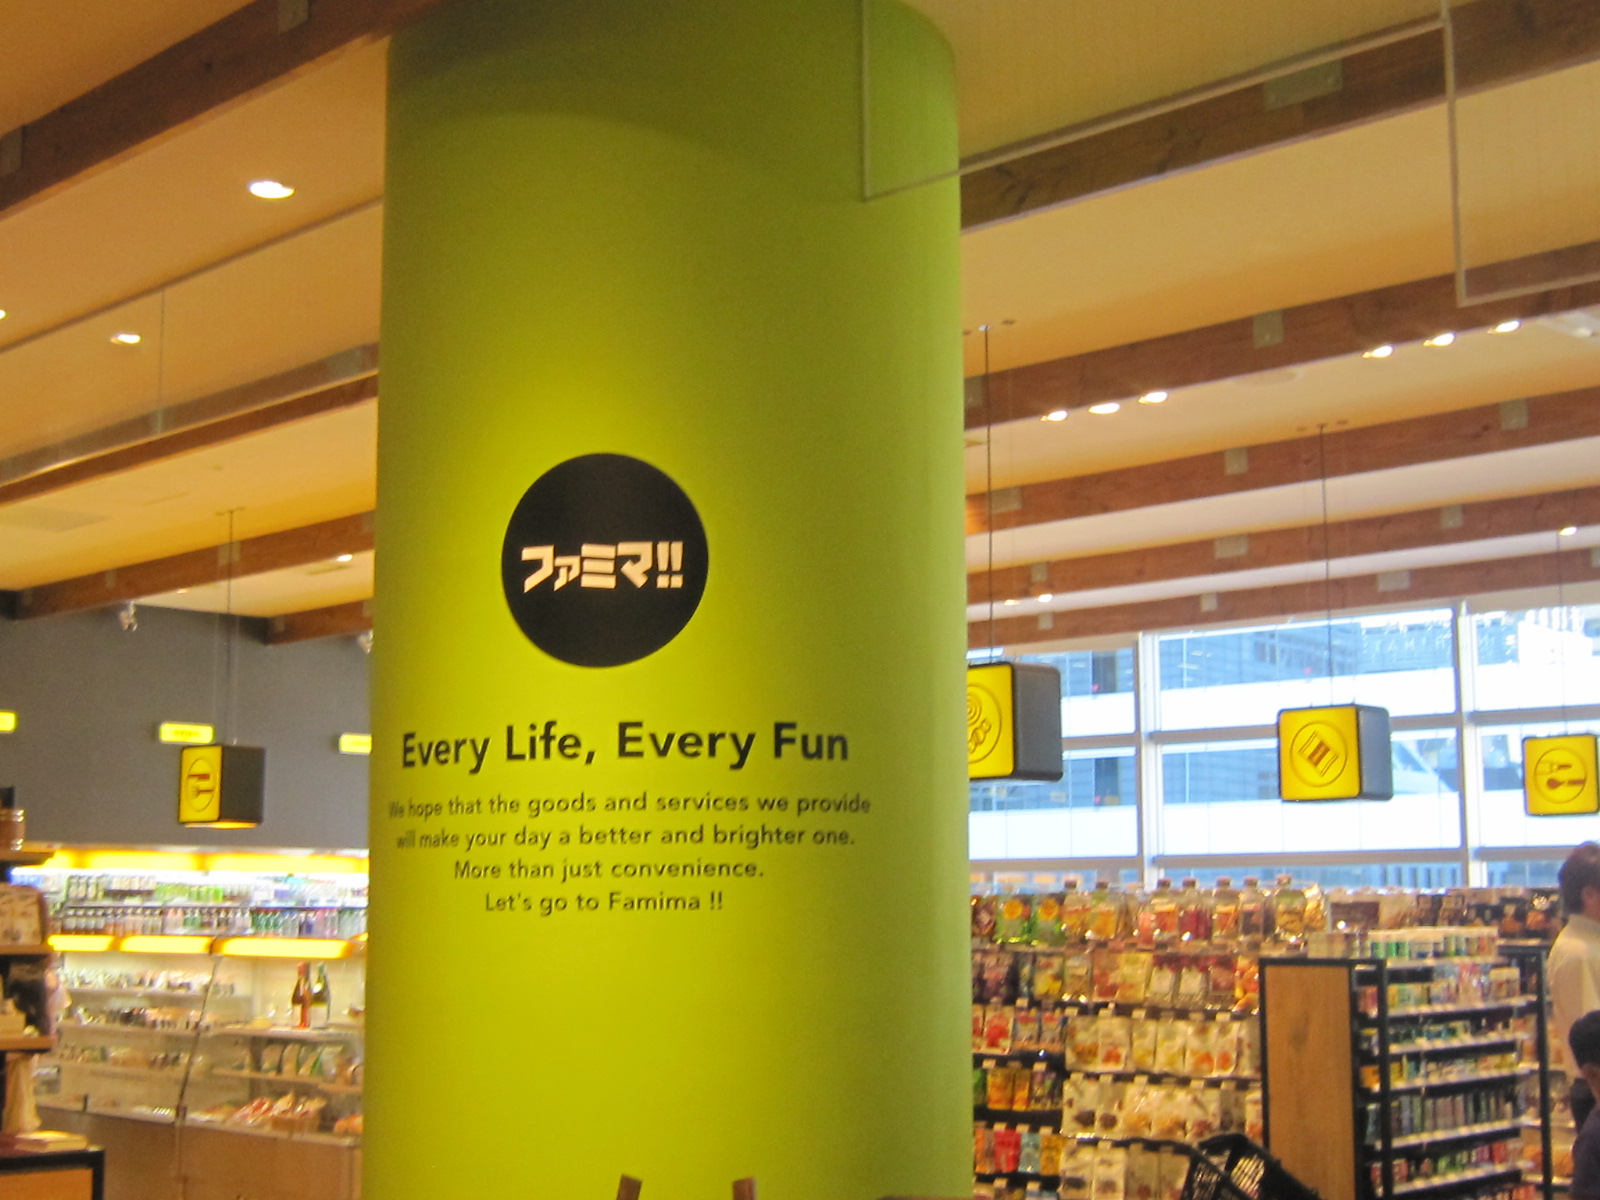 ファミマ!!
Every Life, Every Fun
We hope that the goods and services we provide
will make your day a better and brighter one.
More than just convenience.
Let's go to Famima !!